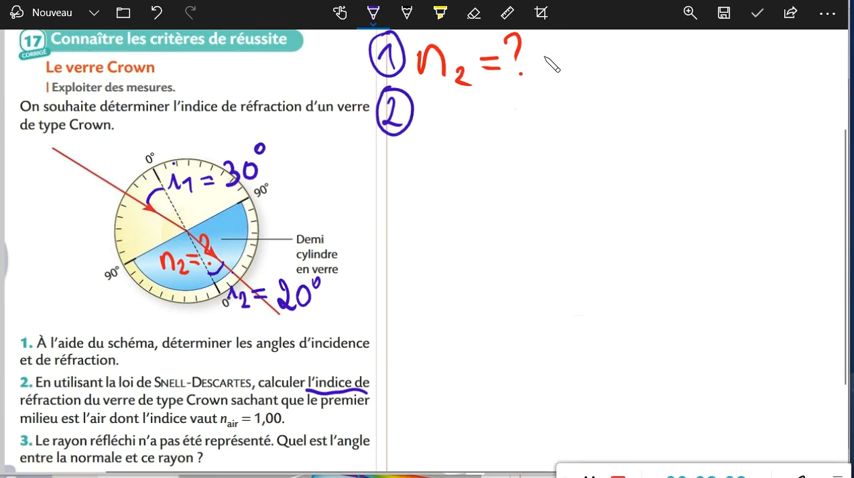 Nouveau
17 Connaître les critères de réussite
CORRIGÉ
Le verre Crown
| Exploiter des mesures.
On souhaite déterminer l'indice de réfraction d'un verre
de type Crown.
0°
i1 = 30°
90°
n2 = ?
Demi
cylindre
en verre
90°
0°
i2 = 20°
1. À l'aide du schéma, déterminer les angles d'incidence
et de réfraction.
2. En utilisant la loi de SNELL-DESCARTES, calculer l'indice de
réfraction du verre de type Crown sachant que le premier
milieu est l'air dont l'indice vaut nair = 1,00.
3. Le rayon réfléchi n'a pas été représenté. Quel est l'angle
entre la normale et ce rayon ?
1 n2 = ?
2